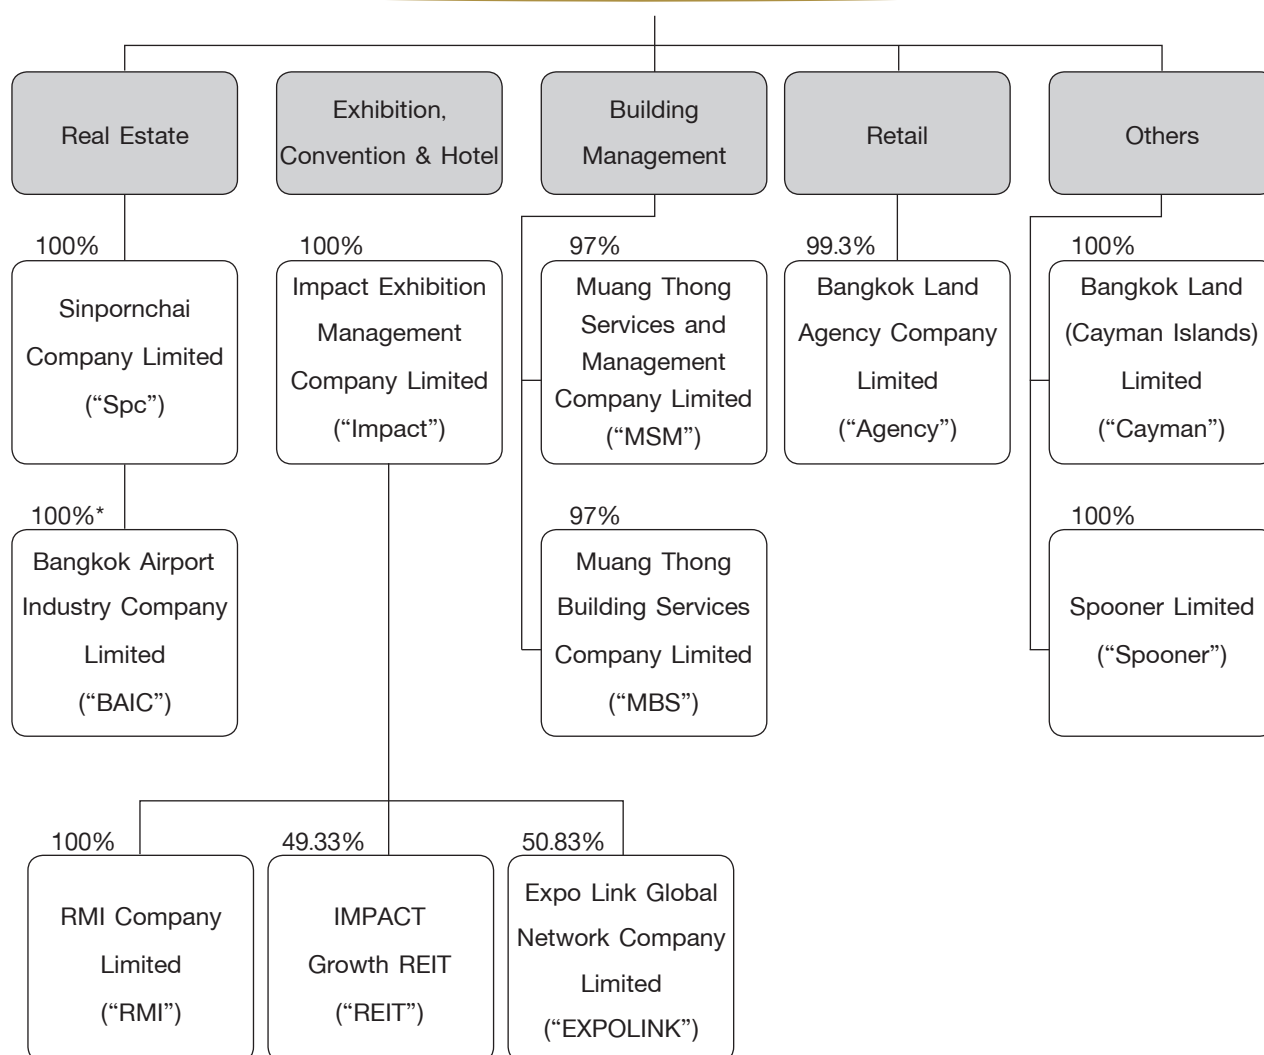 Real Estate
Exhibition,
Convention & Hotel
Building
Management
Retail
Others
100%
Sinpornchai
Company Limited
(“Spc”)
100%
Impact Exhibition
Management
Company Limited
(“Impact”)
97%
Muang Thong
Services and
Management
Company Limited
(“MSM”)
99.3%
Bangkok Land
Agency Company
Limited
(“Agency”)
100%
Bangkok Land
(Cayman Islands)
Limited
(“Cayman”)
100%*
Bangkok Airport
Industry Company
Limited
(“BAIC”)
97%
Muang Thong
Building Services
Company Limited
(“MBS”)
100%
Spooner Limited
(“Spooner”)
100%
RMI Company
Limited
(“RMI”)
49.33%
IMPACT
Growth REIT
(“REIT”)
50.83%
Expo Link Global
Network Company
Limited
(“EXPOLINK”)